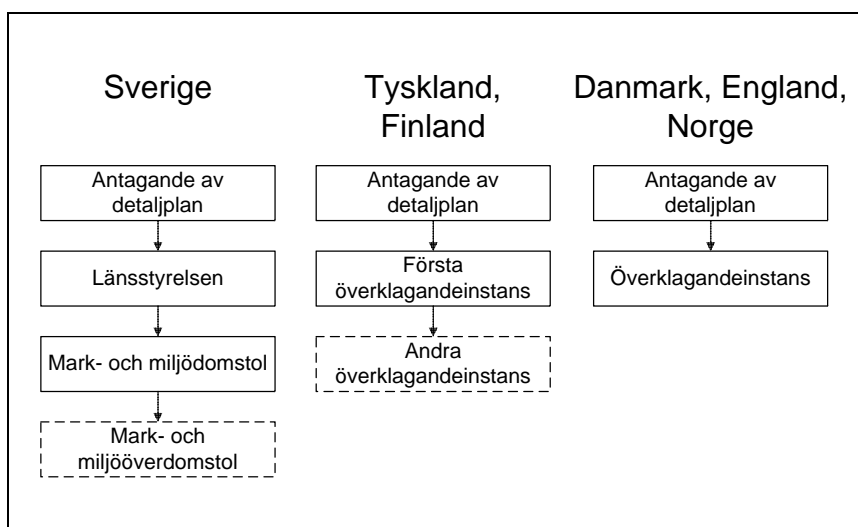 Sverige
Antagande av
detaljplan
Länsstyrelsen
Mark- och miljödomstol
Mark- och
miljööverdomstol
Tyskland,
Finland
Antagande av
detaljplan
Första
överklagandeinstans
Andra
överklagandeinstans
Danmark, England,
Norge
Antagande av
detaljplan
Överklagandeinstans